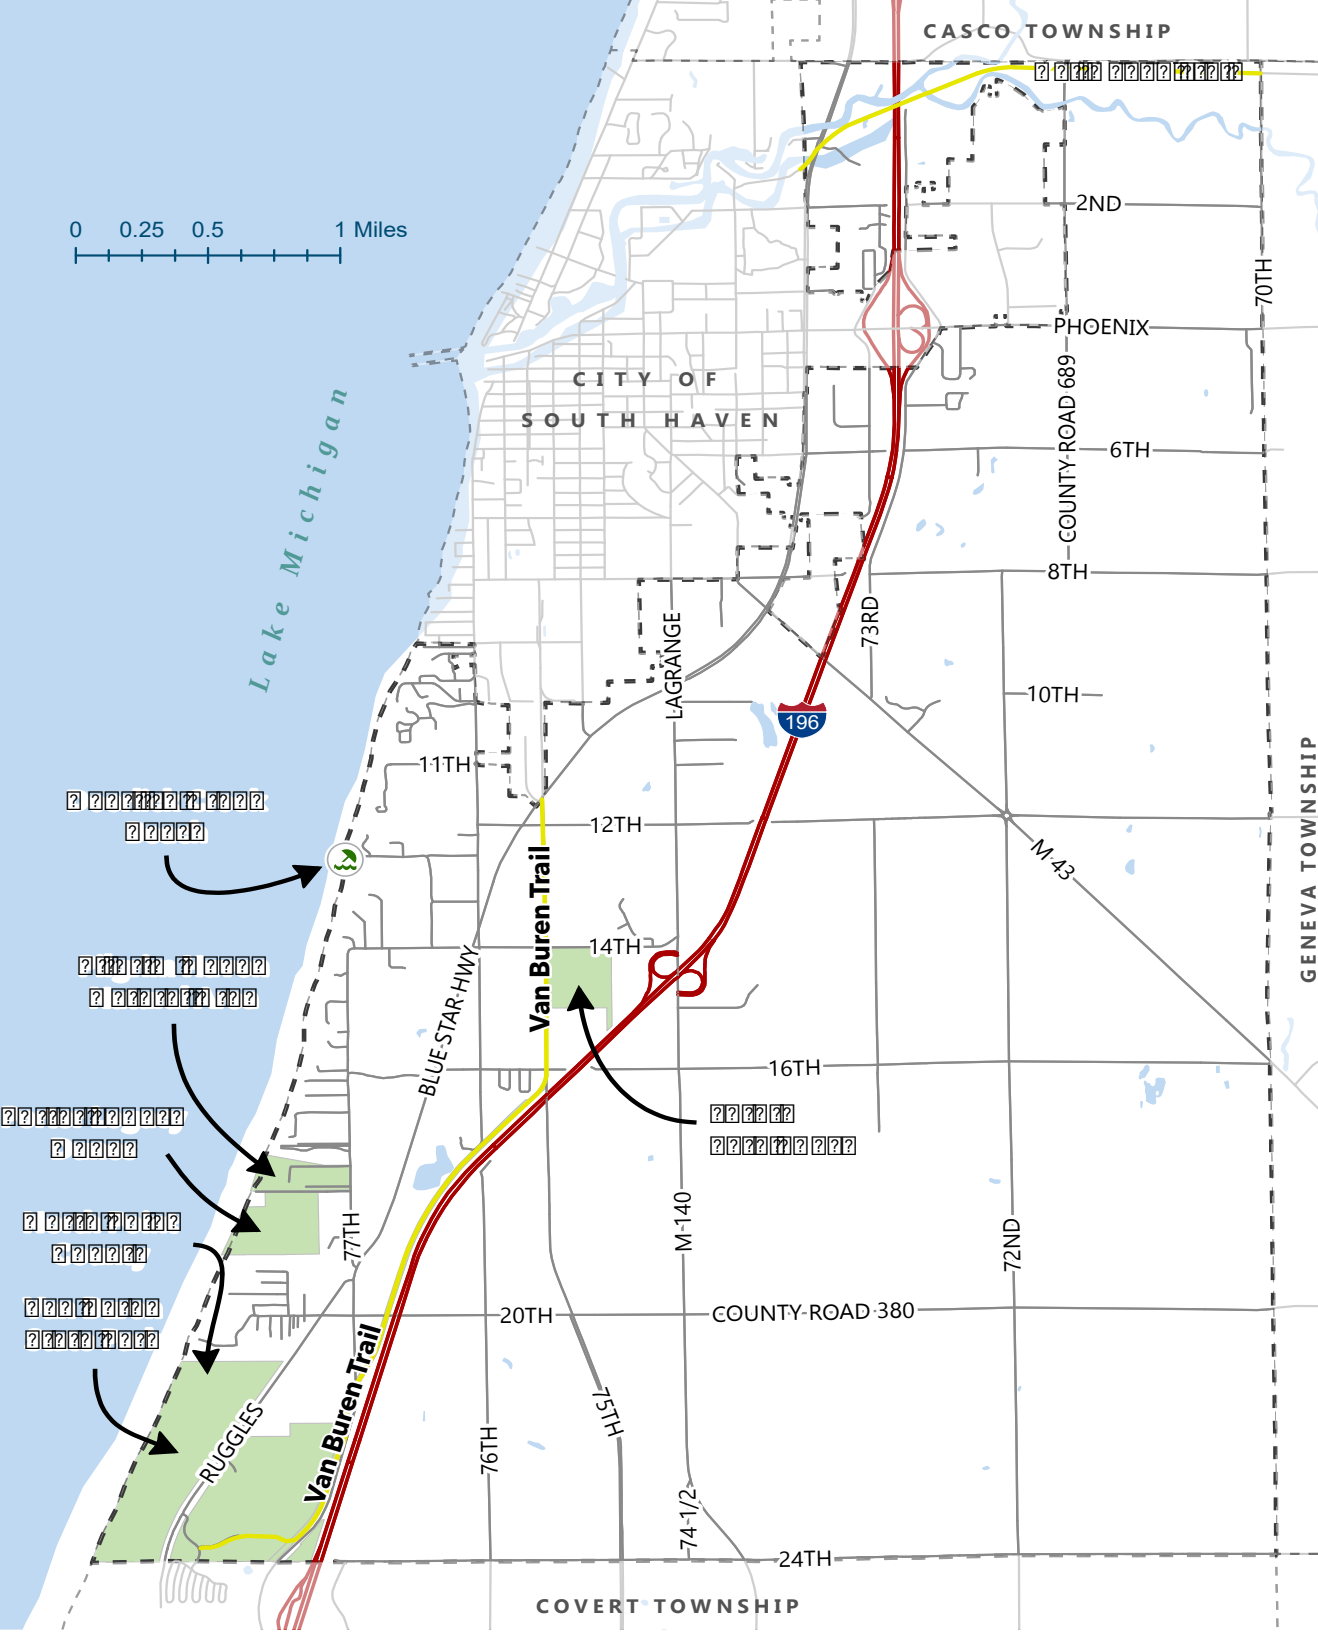 CASCO TOWNSHIP
2ND
0 0.25 0.5 1 Miles
70TH
PHOENIX
COUNTY ROAD 689
CITY OF
SOUTH HAVEN
Lake Michigan
6TH
8TH
73RD
LAGRANGE
10TH
196
11TH
GENEVA TOWNSHIP
12TH
M-43
Van Buren Trail
14TH
BLUE STAR HWY
16TH
M-140
77TH
72ND
20TH
COUNTY ROAD 380
Van Buren Trail
RUGGLES
75TH
76TH
74-1/2
24TH
COVERT TOWNSHIP